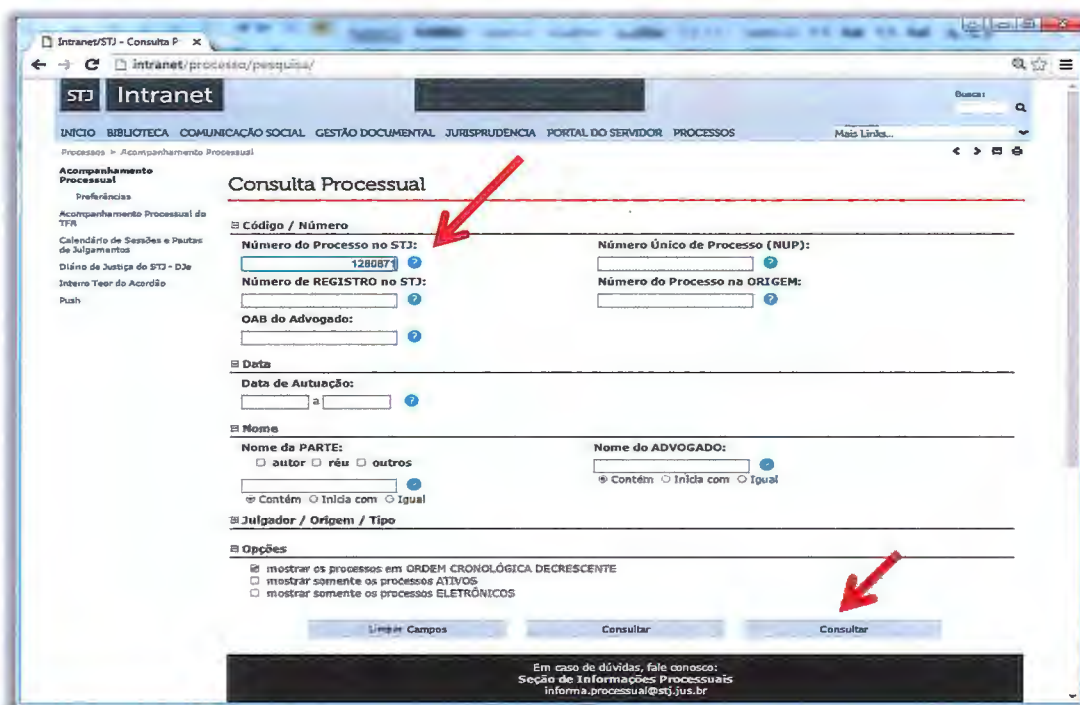 Intranet/STJ - Consulta P
intranet/processo/pesquisa/
STJ Intranet
Buscar
INÍCIO BIBLIOTECA COMUNICAÇÃO SOCIAL GESTÃO DOCUMENTAL JURISPRUDÊNCIA PORTAL DO SERVIDOR PROCESSOS Mais Links...
Processos > Acompanhamento Processual
Acompanhamento Processual
Preferências
Acompanhamento Processual do TFR
Calendário de Sessões e Pautas de Julgamentos
Diário de Justiça do STJ - DJe
Interro Teor do Acordão
Push
Consulta Processual
Código / Número
Número do Processo no STJ: Número Único de Processo (NUP):
1280871
Número de REGISTRO no STJ: Número do Processo na ORIGEM:
OAB do Advogado:
Data
Data de Autuação:
a
Nome
Nome da PARTE: Nome do ADVOGADO:
autor réu outros
Contém Inicia com Igual
Contém Inicia com Igual
Julgador / Origem / Tipo
Opções
mostrar os processos em ORDEM CRONOLÓGICA DECRESCENTE
mostrar somente os processos ATIVOS
mostrar somente os processos ELETRÔNICOS
Limpar Campos Consultar Consultar
Em caso de dúvidas, fale conosco:
Seção de Informações Processuais
informa.processual@stj.jus.br